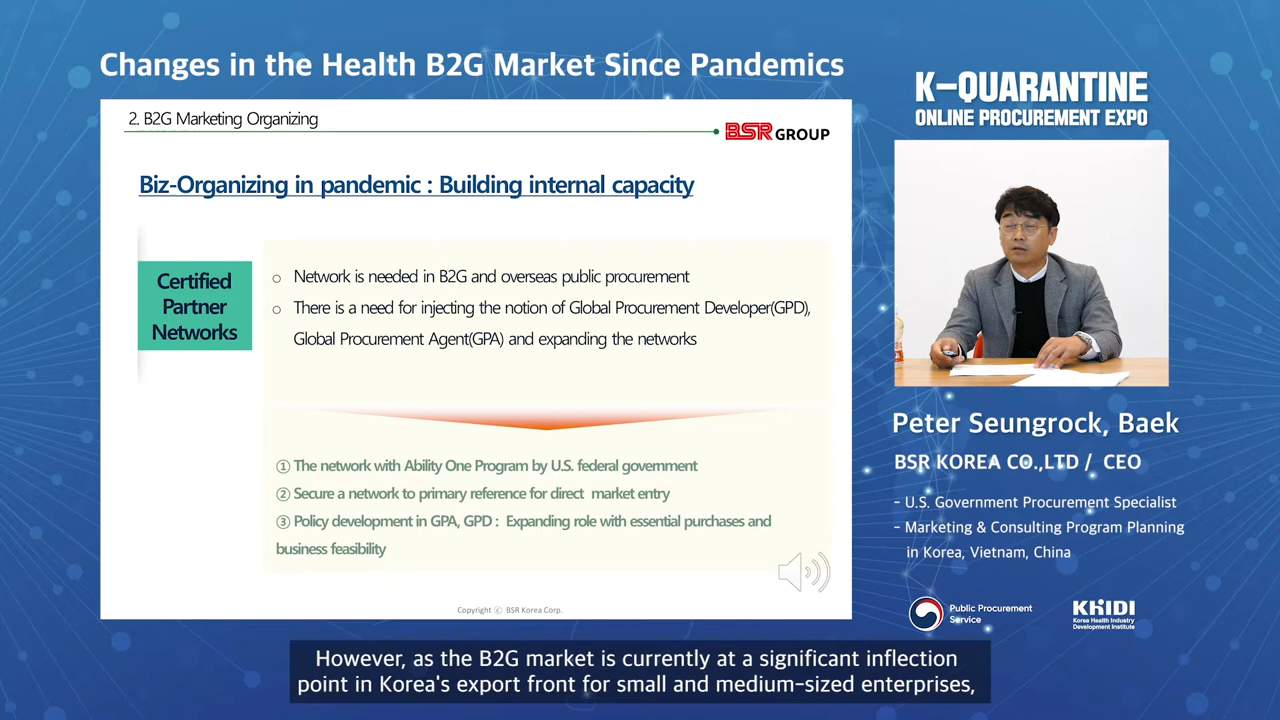 Changes in the Health B2G Market Since Pandemics
2. B2G Marketing Organizing
BSR GROUP
Biz-Organizing in pandemic : Building internal capacity
Certified
Partner
Networks
○ Network is needed in B2G and overseas public procurement
○ There is a need for injecting the notion of Global Procurement Developer(GPD),
Global Procurement Agent(GPA) and expanding the networks
① The network with Ability One Program by U.S. federal government
② Secure a network to primary reference for direct market entry
③ Policy development in GPA, GPD : Expanding role with essential purchases and
business feasibility
Copyright ⓒ BSR Korea Corp.
K-QUARANTINE
ONLINE PROCUREMENT EXPO
Peter Seungrock, Baek
BSR KOREA CO.,LTD / CEO
- U.S. Government Procurement Specialist
- Marketing & Consulting Program Planning
in Korea, Vietnam, China
Public Procurement
Service
KHIDI
Korea Health Industry
Development Institute
However, as the B2G market is currently at a significant inflection
point in Korea's export front for small and medium-sized enterprises,